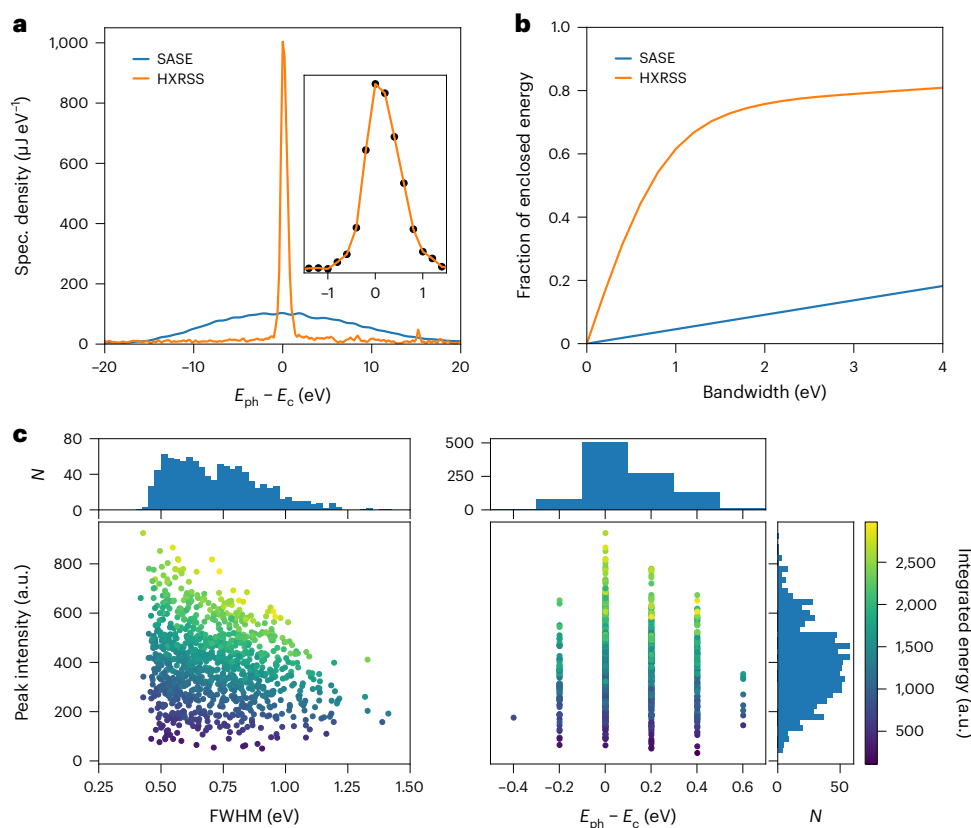 a
1,000
800
600
400
200
0
Spec. density (µJ eV⁻¹)
SASE
HXRSS
−1 0 1
−20 −10 0 10 20
E_ph − E_c (eV)
b
1.0
0.8
0.6
0.4
0.2
0
Fraction of enclosed energy
SASE
HXRSS
0 1 2 3 4
Bandwidth (eV)
c
80
40
0
N
500
250
0
800
600
400
200
0
Peak intensity (a.u.)
0.25 0.50 0.75 1.00 1.25 1.50
FWHM (eV)
−0.4 −0.2 0 0.2 0.4 0.6
E_ph − E_c (eV)
0 50
N
2,500
2,000
1,500
1,000
500
Integrated energy (a.u.)